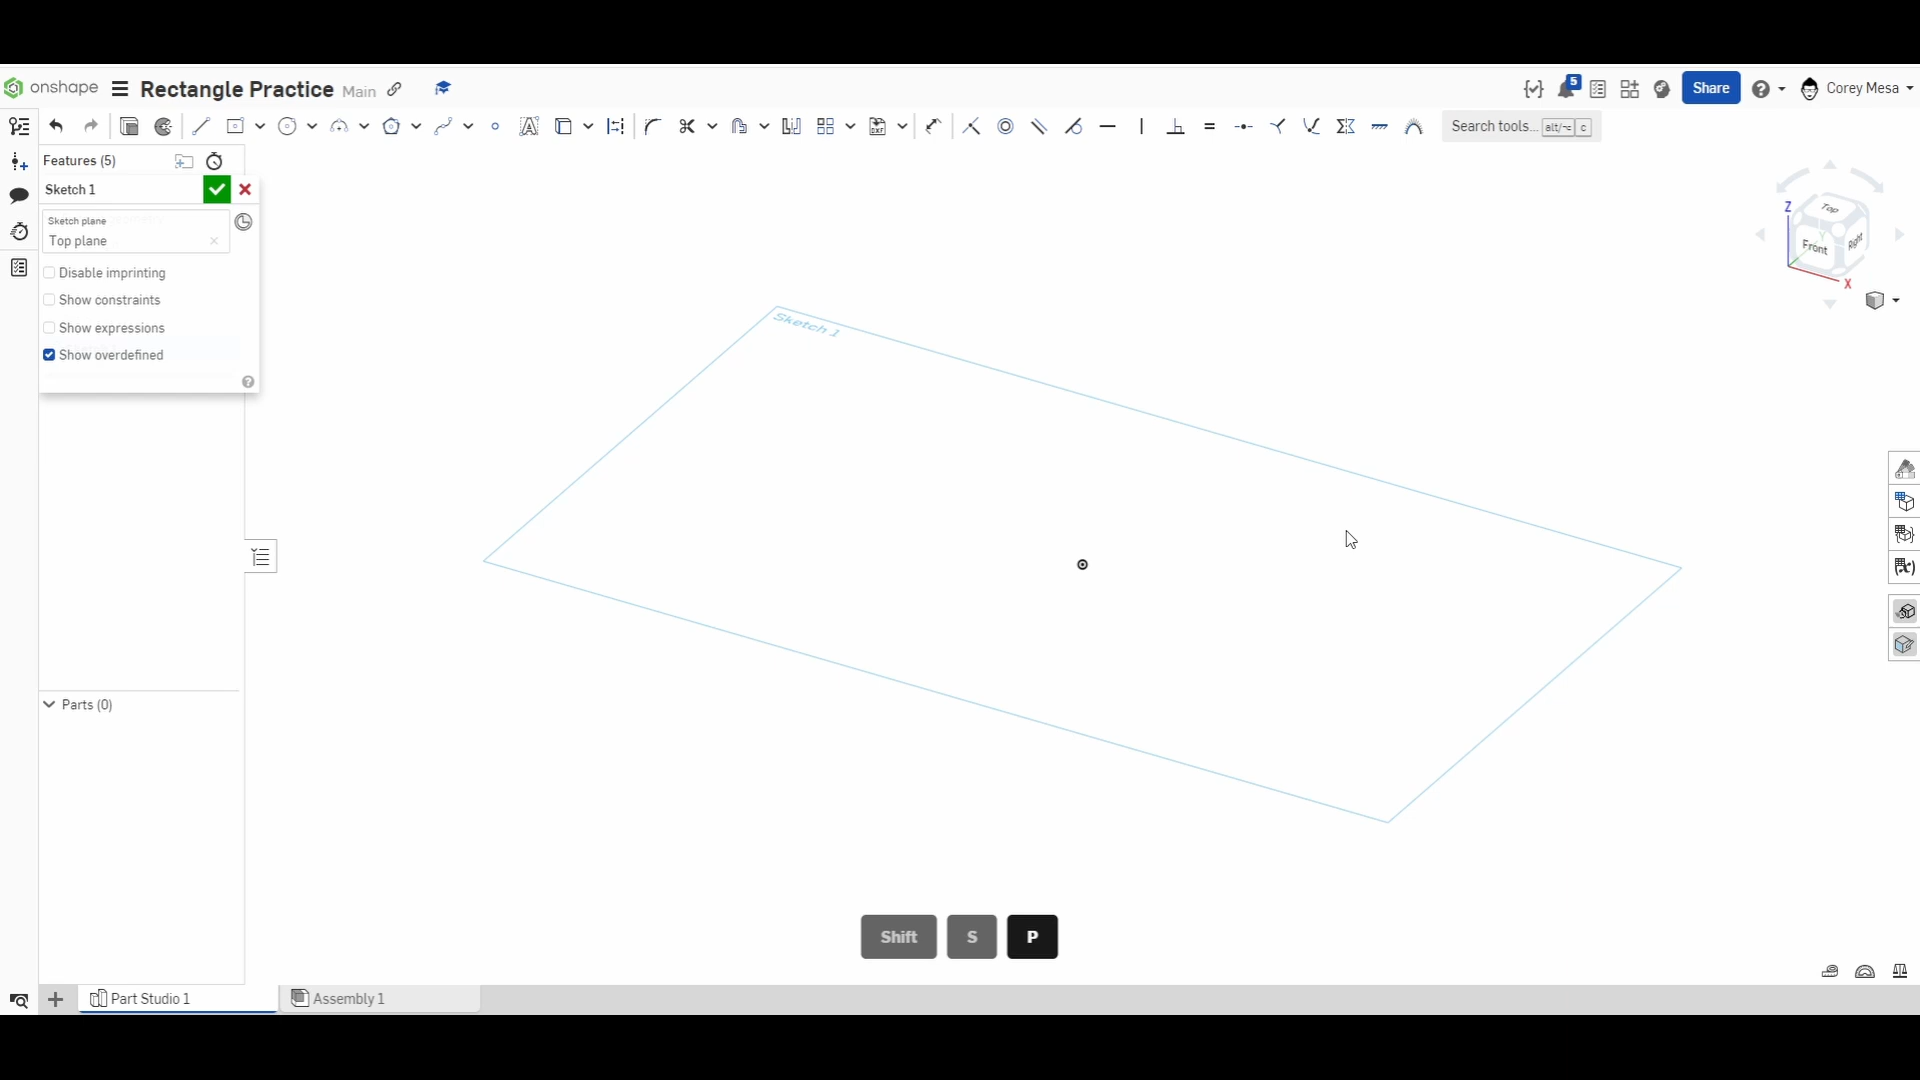 onshape Rectangle Practice Main 5 Share Corey Mesa
Search tools... alt/⌥ c
Features (5)
Sketch 1
Sketch plane
Top plane
Disable imprinting
Show constraints
Show expressions
Show overdefined
Parts (0)
Sketch 1
Z
Top
Front
Right
Y
X
Shift S P
Part Studio 1
Assembly 1